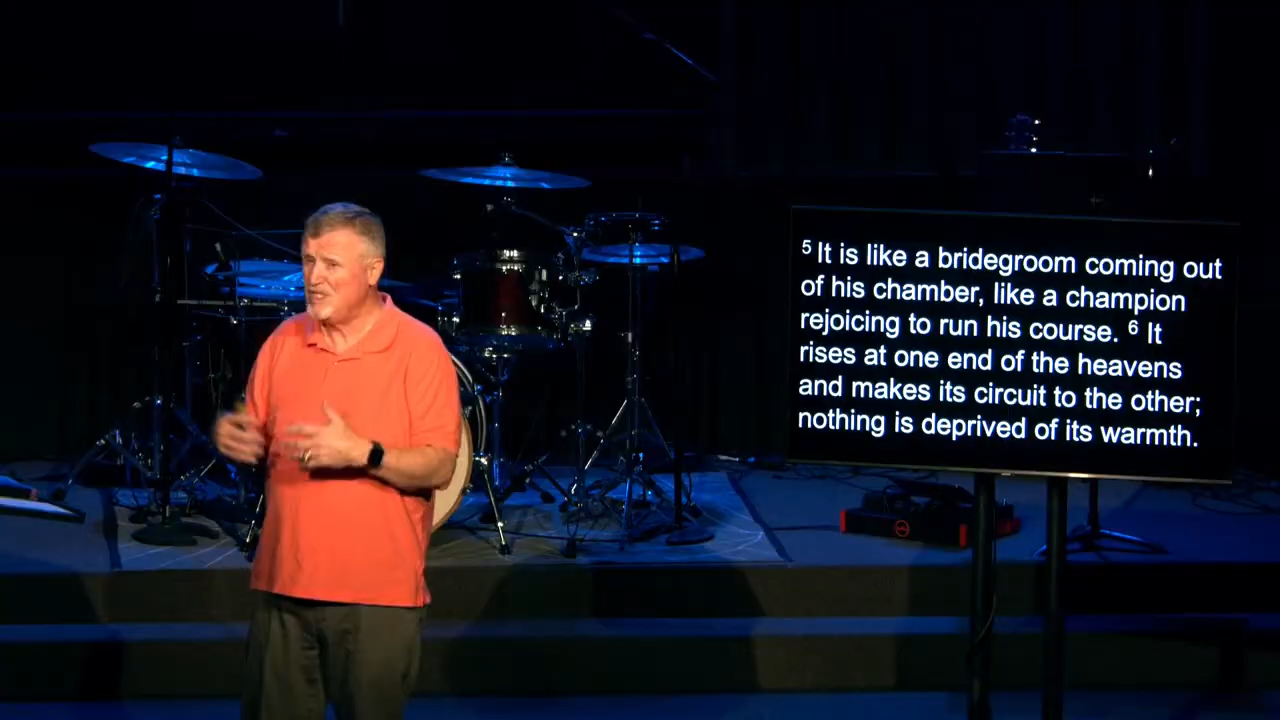 ⁵ It is like a bridegroom coming out
of his chamber, like a champion
rejoicing to run his course. ⁶ It
rises at one end of the heavens
and makes its circuit to the other;
nothing is deprived of its warmth.